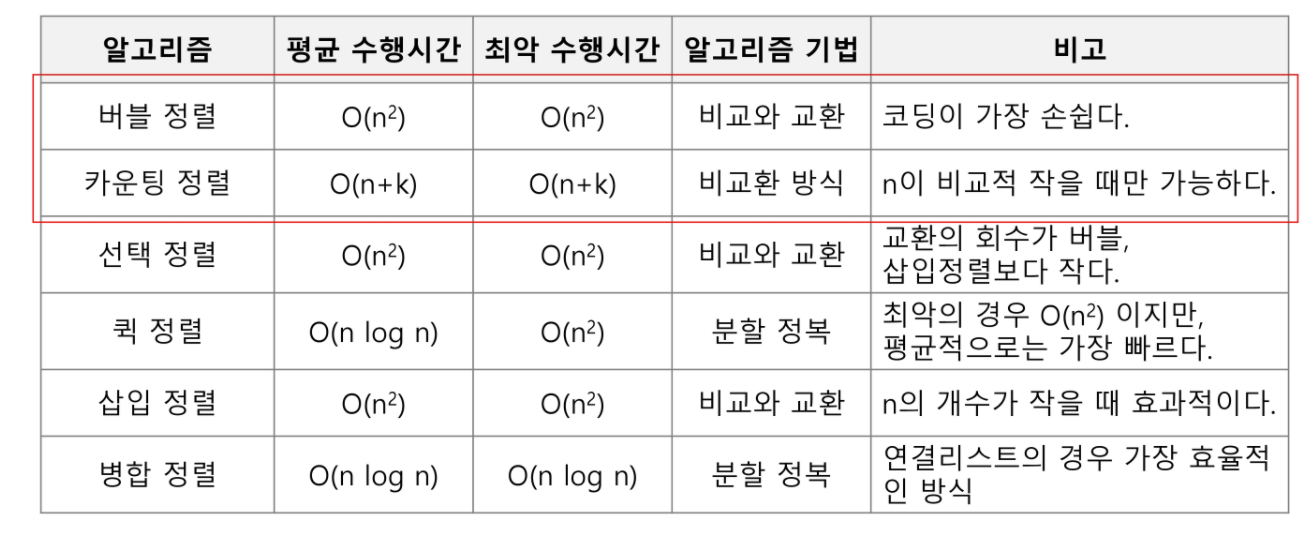 알고리즘 평균 수행시간 최악 수행시간 알고리즘 기법 비고
버블 정렬 O(n²) O(n²) 비교와 교환 코딩이 가장 손쉽다.
카운팅 정렬 O(n+k) O(n+k) 비교환 방식 n이 비교적 작을 때만 가능하다.
선택 정렬 O(n²) O(n²) 비교와 교환 교환의 회수가 버블,
삽입정렬보다 작다.
퀵 정렬 O(n log n) O(n²) 분할 정복 최악의 경우 O(n²) 이지만,
평균적으로는 가장 빠르다.
삽입 정렬 O(n²) O(n²) 비교와 교환 n의 개수가 작을 때 효과적이다.
병합 정렬 O(n log n) O(n log n) 분할 정복 연결리스트의 경우 가장 효율적
인 방식